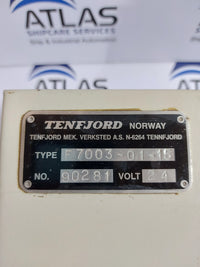 ATLAS
SHIPCARE SERVICES
Ship & Industrial Automation
ATLAS
TENFJORD NORWAY
TENFJORD MEK. VERKSTED A.S. N-6264 TENNFJORD
TYPE F7003-01-15
NO. 00281 VOLT 24